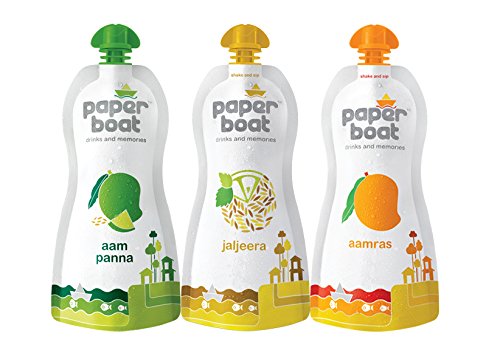 paper
boat
drinks and memories
aam
panna
shake and sip
paper
boat
drinks and memories
jaljeera
shake and sip
paper
boat
drinks and memories
aamras